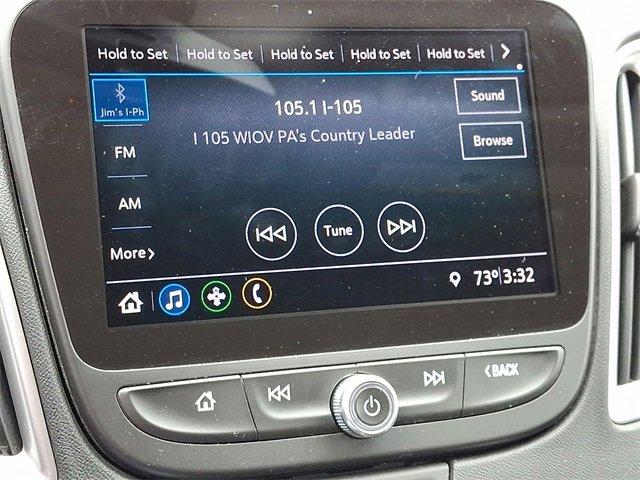 Hold to Set Hold to Set Hold to Set Hold to Set Hold to Set
Jim's I-Ph
105.1 I-105
Sound
I 105 WIOV PA's Country Leader
Browse
FM
AM
Tune
More
73° 3:32
BACK